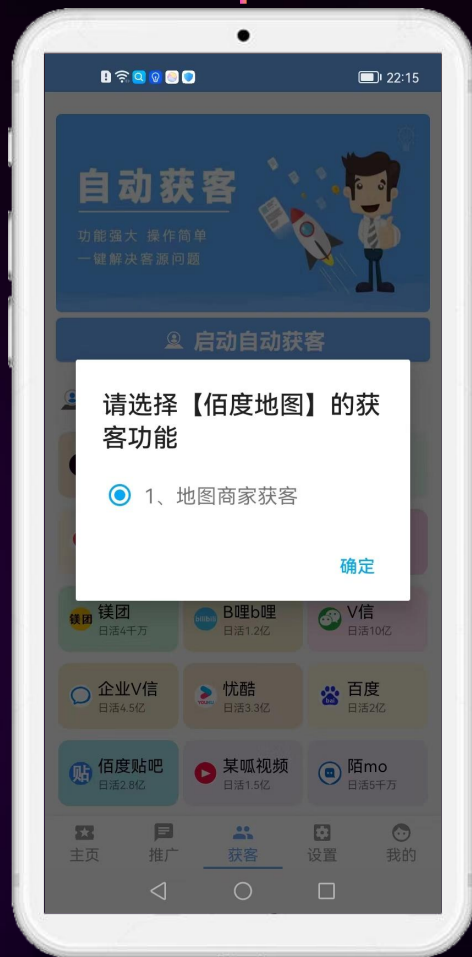 22:15
自动获客
功能强大 操作简单
一键解决客源问题
启动自动获客
请选择【佰度地图】的获
客功能
1、地图商家获客
确定
镁团
镁团
日活4千万
bilibili
B哩b哩
日活1.2亿
V信
日活10亿
企业V信
日活4.5亿
忧酷
日活3.3亿
百度
日活2亿
贴
佰度贴吧
日活2.8亿
某呱视频
日活1.5亿
陌mo
日活5千万
主页
推广
获客
设置
我的